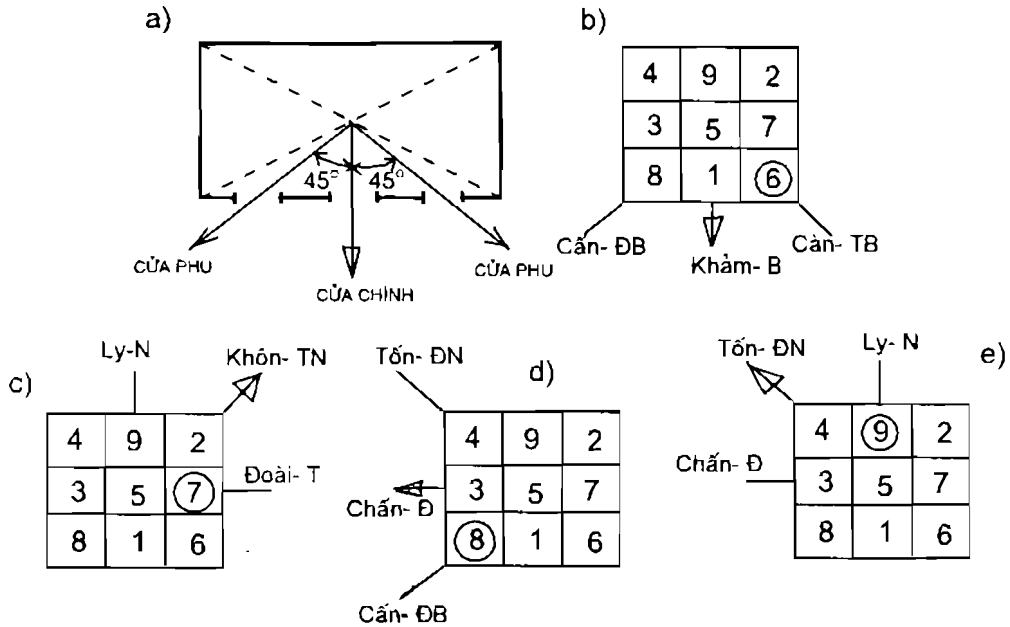 a)
45° 45°
CỬA PHU
CỬA CHÍNH
CỬA PHU
b)
4 9 2
3 5 7
8 1 6
Cấn- ĐB
Khảm- B
Càn- TB
c)
Ly-N
Khôn- TN
4 9 2
3 5 7
8 1 6
Đoài- T
d)
Tốn- ĐN
4 9 2
3 5 7
8 1 6
Chấn- Đ
Cấn- ĐB
e)
Tốn- ĐN
Ly- N
4 9 2
3 5 7
8 1 6
Chấn- Đ